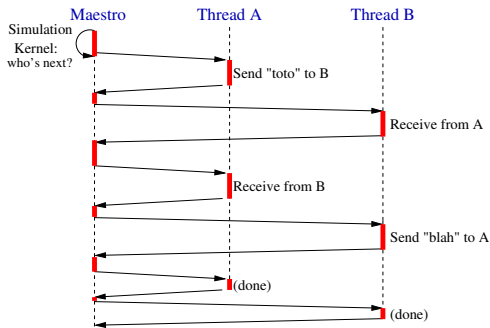 Maestro Thread A Thread B
Simulation
Kernel:
who's next?
Send "toto" to B
Receive from A
Receive from B
Send "blah" to A
(done)
(done)